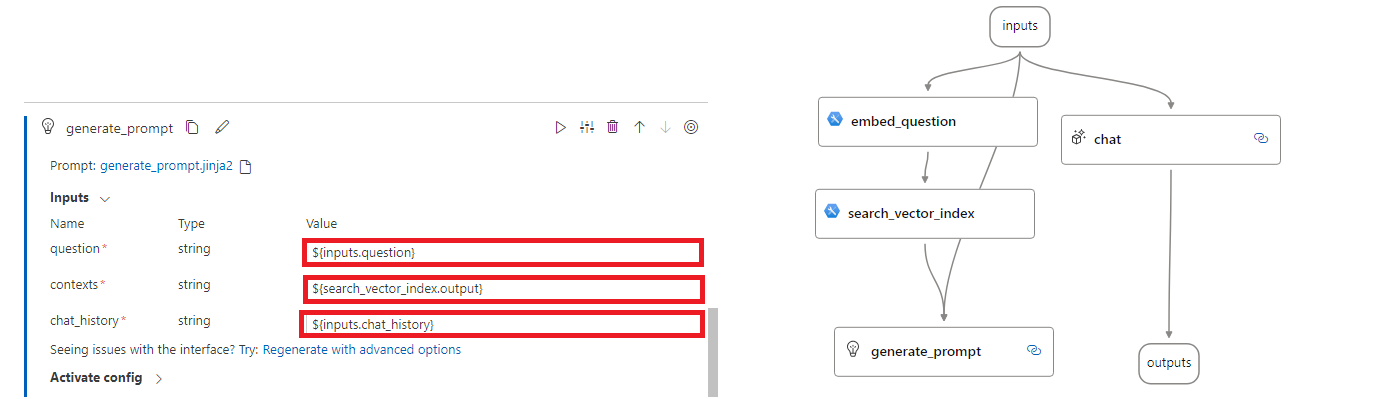 generate_prompt
Prompt: generate_prompt.jinja2
Inputs
Name Type Value
question* string ${inputs.question}
contexts* string ${search_vector_index.output}
chat_history* string ${inputs.chat_history}
Seeing issues with the interface? Try: Regenerate with advanced options
Activate config
inputs
embed_question
chat
search_vector_index
generate_prompt
outputs